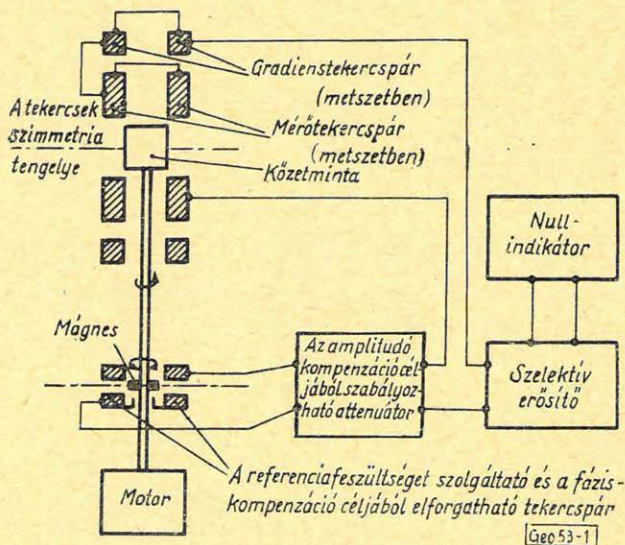 Gradienstekercspár
(metszetben)
A tekercsek
szimmetria
tengelye
Mérőtekercspár
(metszetben)
Kőzetminta
Null-
indikátor
Mágnes
Az amplitudó
kompenzáció cél-
jából szabályoz-
ható attenuátor
Szelektív
erősítő
Motor
A referenciafeszültséget szolgáltató és a fázis-
kompenzáció céljából elforgatható tekercspár
Geo 53-1